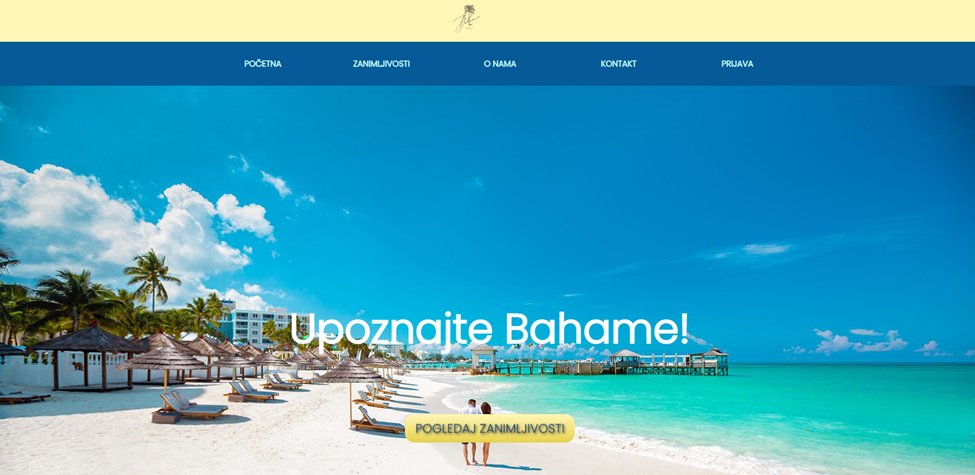 POČETNA
ZANIMLJIVOSTI
O NAMA
KONTAKT
PRIJAVA
Upoznajte Bahame!
POGLEDAJ ZANIMLJIVOSTI